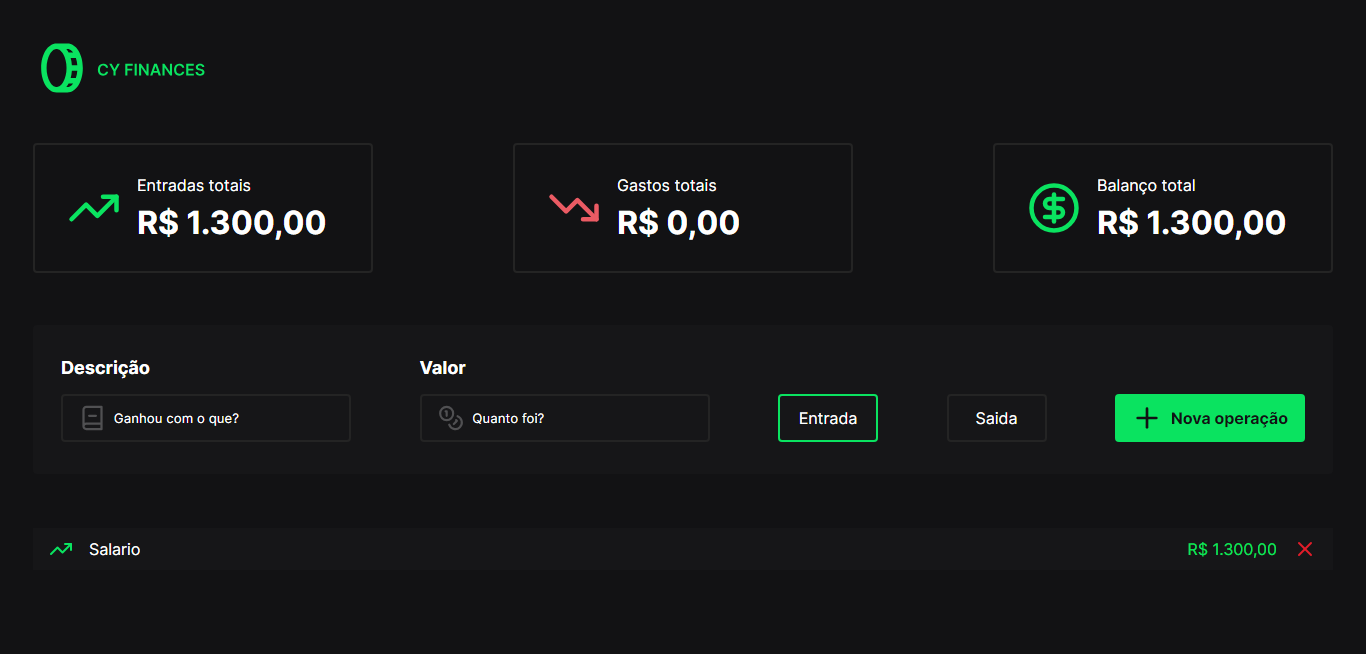 CY FINANCES
Entradas totais
R$ 1.300,00
Gastos totais
R$ 0,00
Balanço total
R$ 1.300,00
Descrição
Ganhou com o que?
Valor
Quanto foi?
Entrada
Saida
Nova operação
Salario
R$ 1.300,00